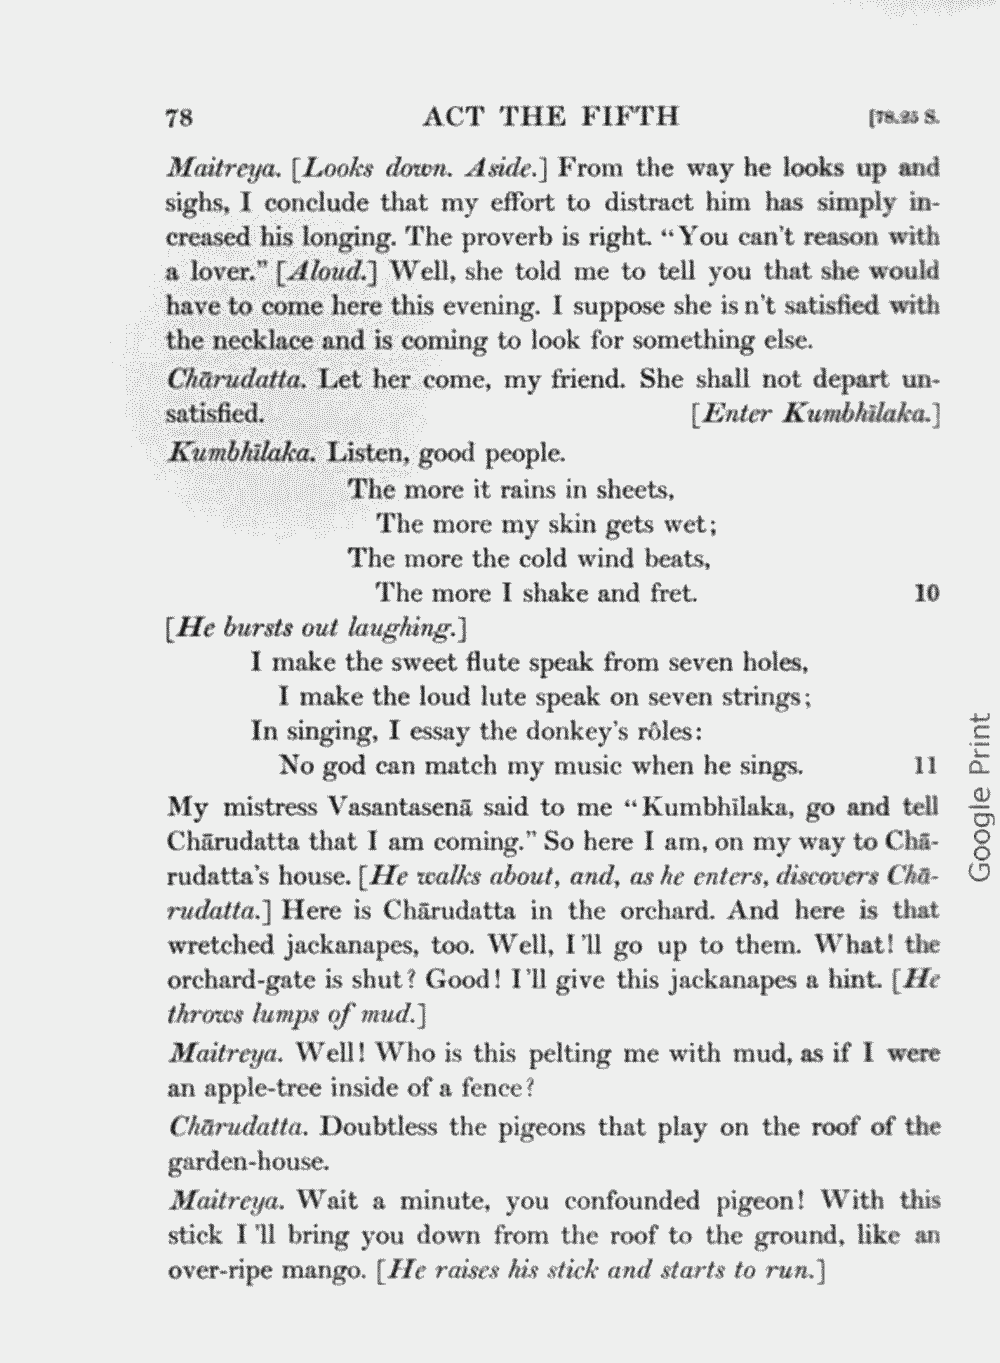 78 ACT THE FIFTH [78.25 S.
Maitreya. [Looks down. Aside.] From the way he looks up and
sighs, I conclude that my effort to distract him has simply in-
creased his longing. The proverb is right. “You can't reason with
a lover.” [Aloud.] Well, she told me to tell you that she would
have to come here this evening. I suppose she is n't satisfied with
the necklace and is coming to look for something else.
Chārudatta. Let her come, my friend. She shall not depart un-
satisfied. [Enter Kumbhīlaka.]
Kumbhīlaka. Listen, good people.
The more it rains in sheets,
The more my skin gets wet;
The more the cold wind beats,
The more I shake and fret. 10
[He bursts out laughing.]
I make the sweet flute speak from seven holes,
I make the loud lute speak on seven strings;
In singing, I essay the donkey's rôles:
No god can match my music when he sings. 11
My mistress Vasantasenā said to me “Kumbhīlaka, go and tell
Chārudatta that I am coming.” So here I am, on my way to Chā-
rudatta's house. [He walks about, and, as he enters, discovers Chā-
rudatta.] Here is Chārudatta in the orchard. And here is that
wretched jackanapes, too. Well, I 'll go up to them. What! the
orchard-gate is shut? Good! I 'll give this jackanapes a hint. [He
throws lumps of mud.]
Maitreya. Well! Who is this pelting me with mud, as if I were
an apple-tree inside of a fence?
Chārudatta. Doubtless the pigeons that play on the roof of the
garden-house.
Maitreya. Wait a minute, you confounded pigeon! With this
stick I 'll bring you down from the roof to the ground, like an
over-ripe mango. [He raises his stick and starts to run.]
Google Print